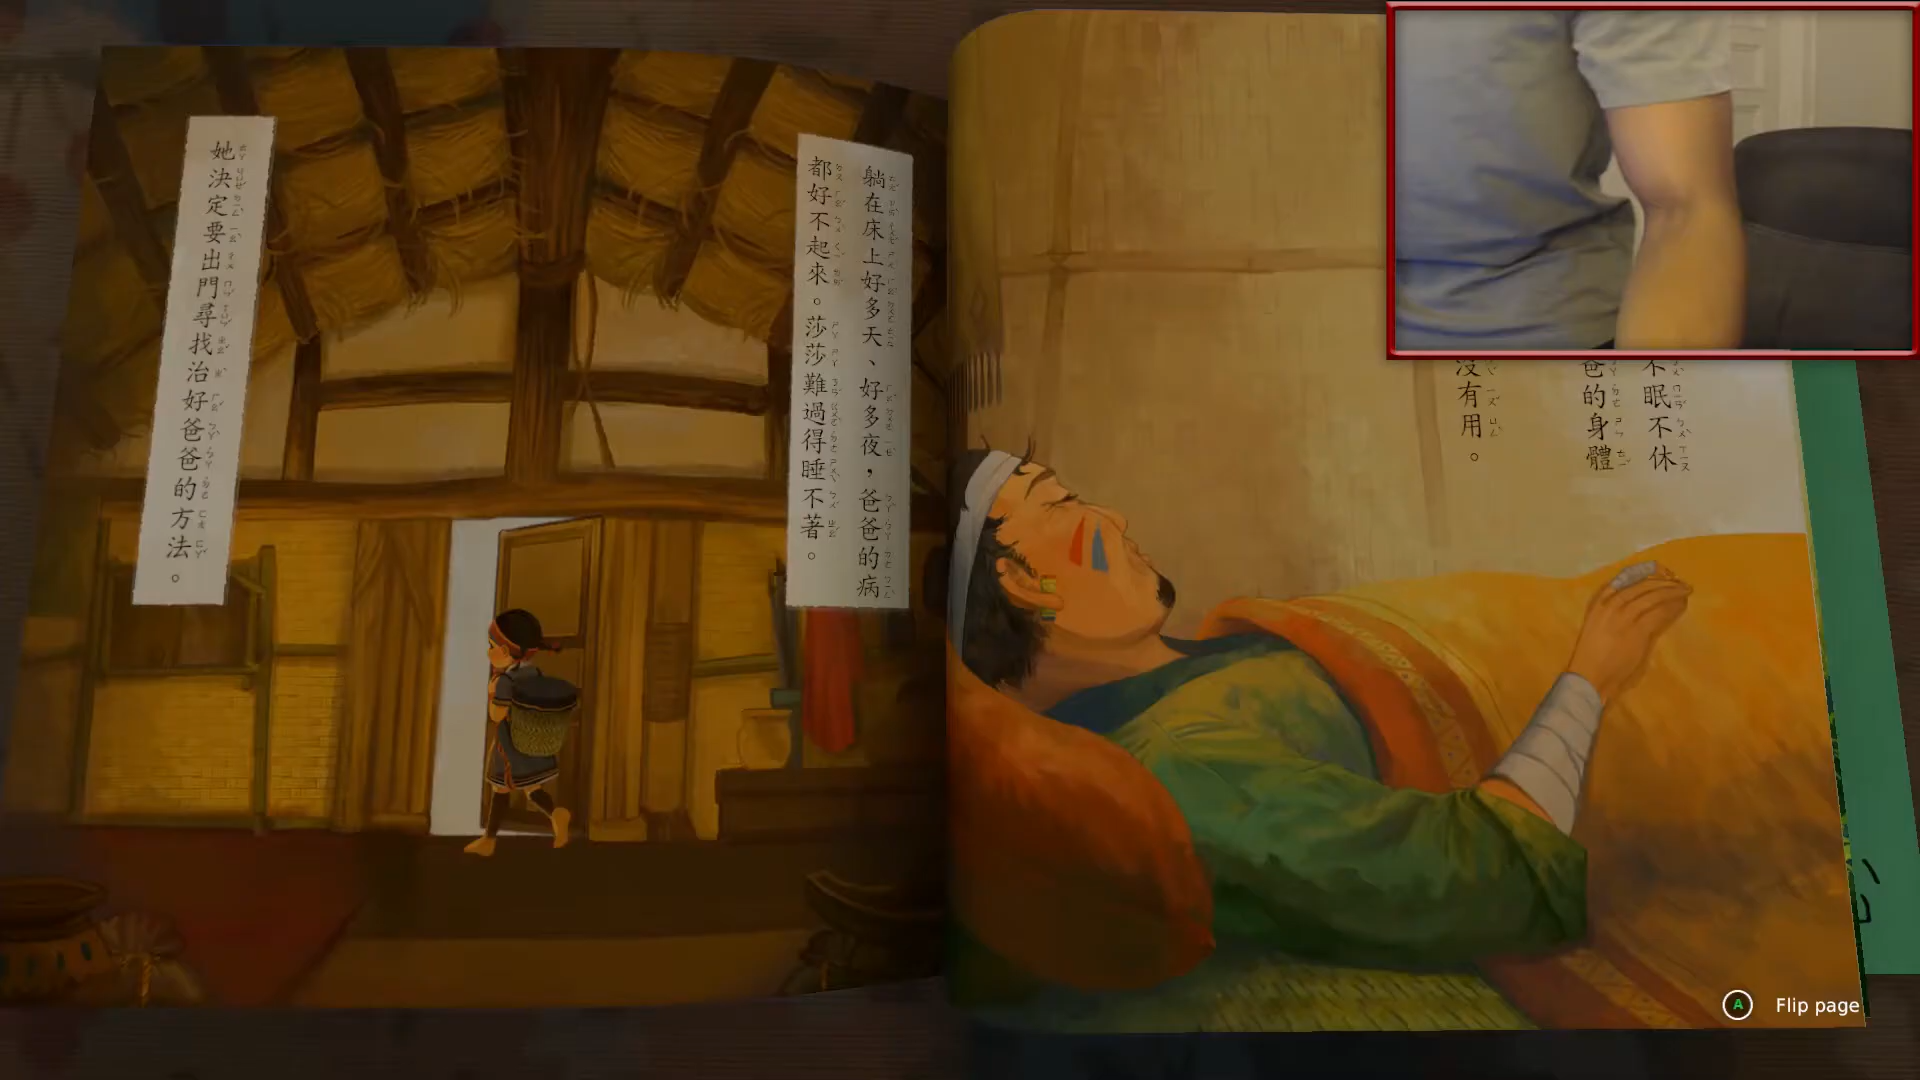 不眠不休
爸的身體
沒有用。
躺在床上好多天、好多夜，爸爸的病
都好不起來。莎莎難過得睡不著。
她決定要出門尋找治好爸爸的方法。
A Flip page